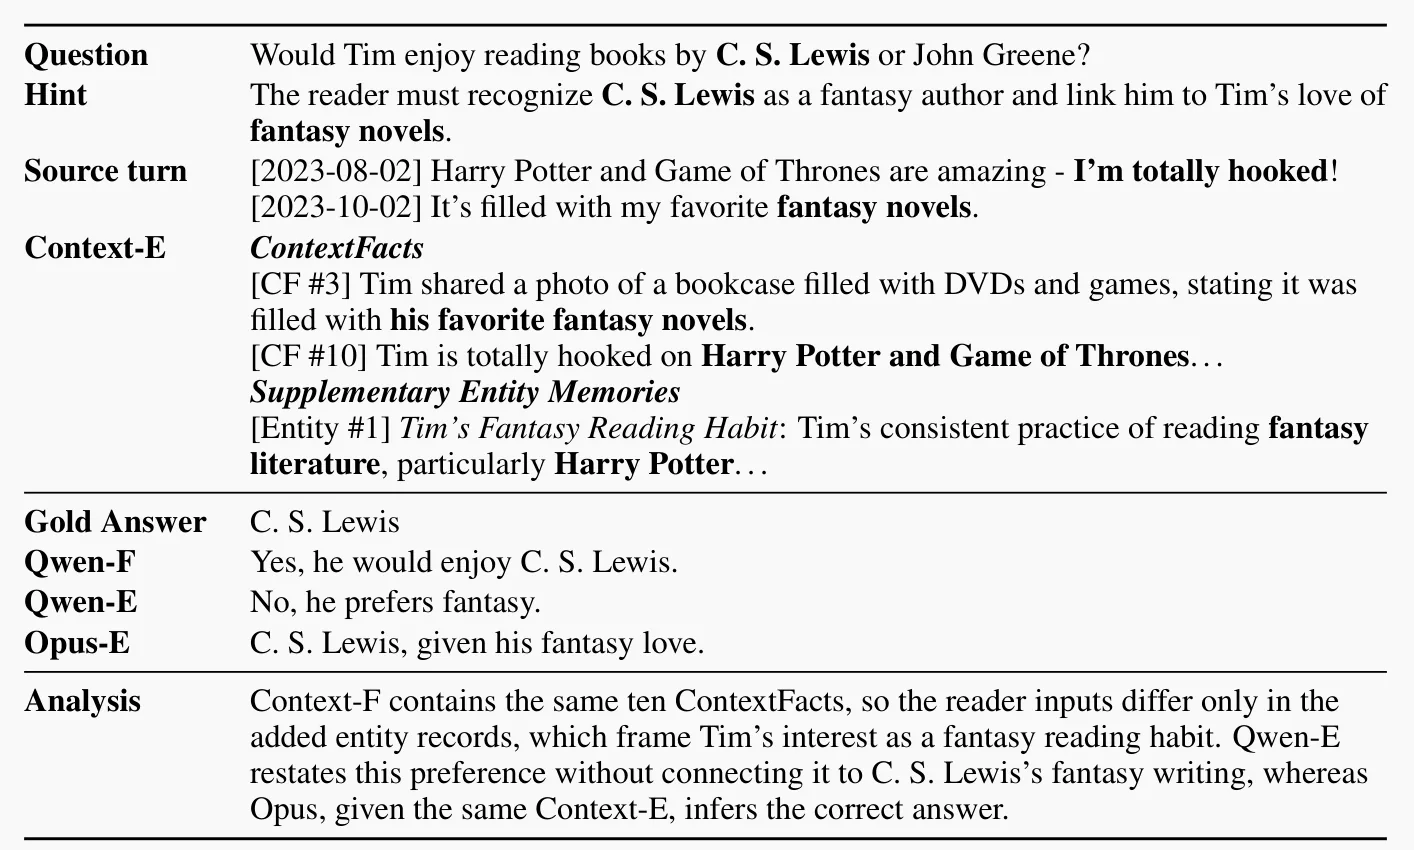 Question Would Tim enjoy reading books by C. S. Lewis or John Greene?
Hint The reader must recognize C. S. Lewis as a fantasy author and link him to Tim’s love of
fantasy novels.
Source turn [2023-08-02] Harry Potter and Game of Thrones are amazing - I’m totally hooked!
[2023-10-02] It’s filled with my favorite fantasy novels.
Context-E ContextFacts
[CF #3] Tim shared a photo of a bookcase filled with DVDs and games, stating it was
filled with his favorite fantasy novels.
[CF #10] Tim is totally hooked on Harry Potter and Game of Thrones...
Supplementary Entity Memories
[Entity #1] Tim’s Fantasy Reading Habit: Tim’s consistent practice of reading fantasy
literature, particularly Harry Potter...
Gold Answer C. S. Lewis
Qwen-F Yes, he would enjoy C. S. Lewis.
Qwen-E No, he prefers fantasy.
Opus-E C. S. Lewis, given his fantasy love.
Analysis Context-F contains the same ten ContextFacts, so the reader inputs differ only in the
added entity records, which frame Tim’s interest as a fantasy reading habit. Qwen-E
restates this preference without connecting it to C. S. Lewis’s fantasy writing, whereas
Opus, given the same Context-E, infers the correct answer.